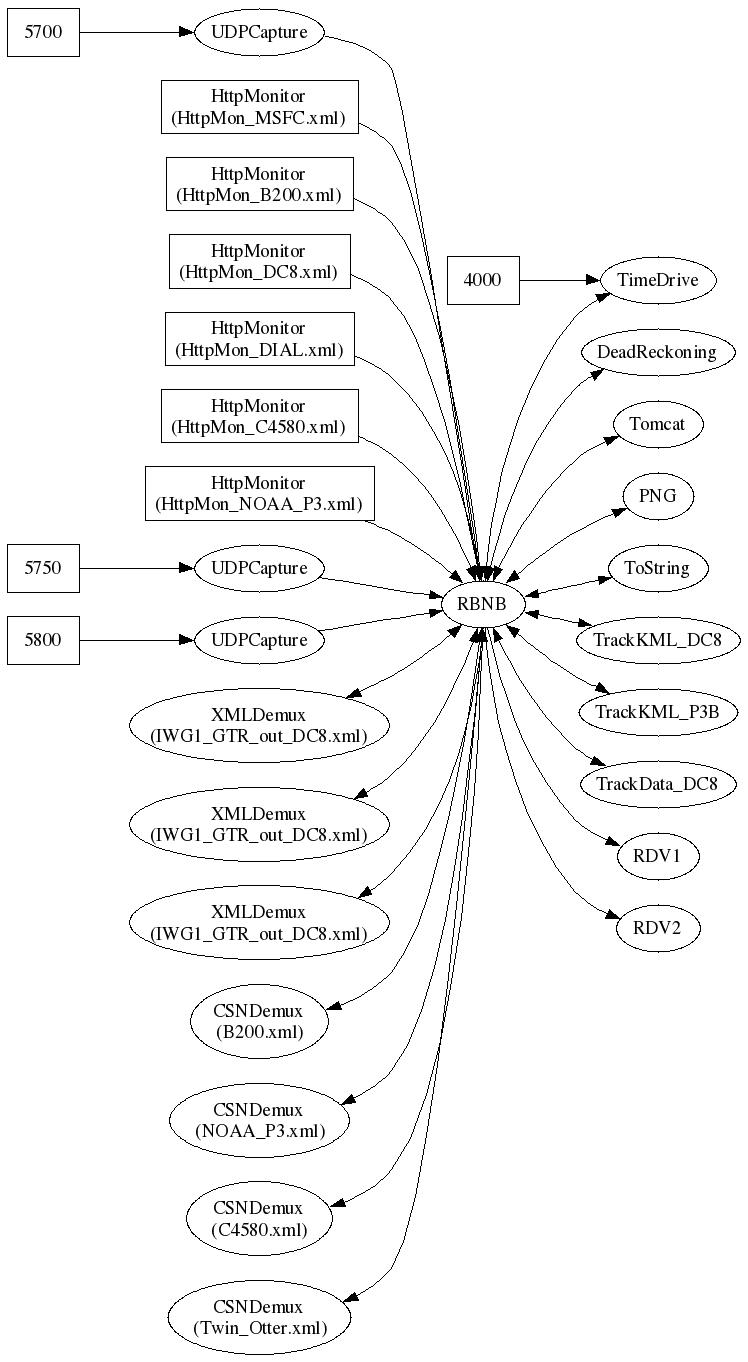 5700
UDPCapture
HttpMonitor
(HttpMon_MSFC.xml)
HttpMonitor
(HttpMon_B200.xml)
HttpMonitor
(HttpMon_DC8.xml)
HttpMonitor
(HttpMon_DIAL.xml)
HttpMonitor
(HttpMon_C4580.xml)
HttpMonitor
(HttpMon_NOAA_P3.xml)
5750
UDPCapture
5800
UDPCapture
XMLDemux
(IWG1_GTR_out_DC8.xml)
XMLDemux
(IWG1_GTR_out_DC8.xml)
XMLDemux
(IWG1_GTR_out_DC8.xml)
CSNDemux
(B200.xml)
CSNDemux
(NOAA_P3.xml)
CSNDemux
(C4580.xml)
CSNDemux
(Twin_Otter.xml)
RBNB
4000
TimeDrive
DeadReckoning
Tomcat
PNG
ToString
TrackKML_DC8
TrackKML_P3B
TrackData_DC8
RDV1
RDV2